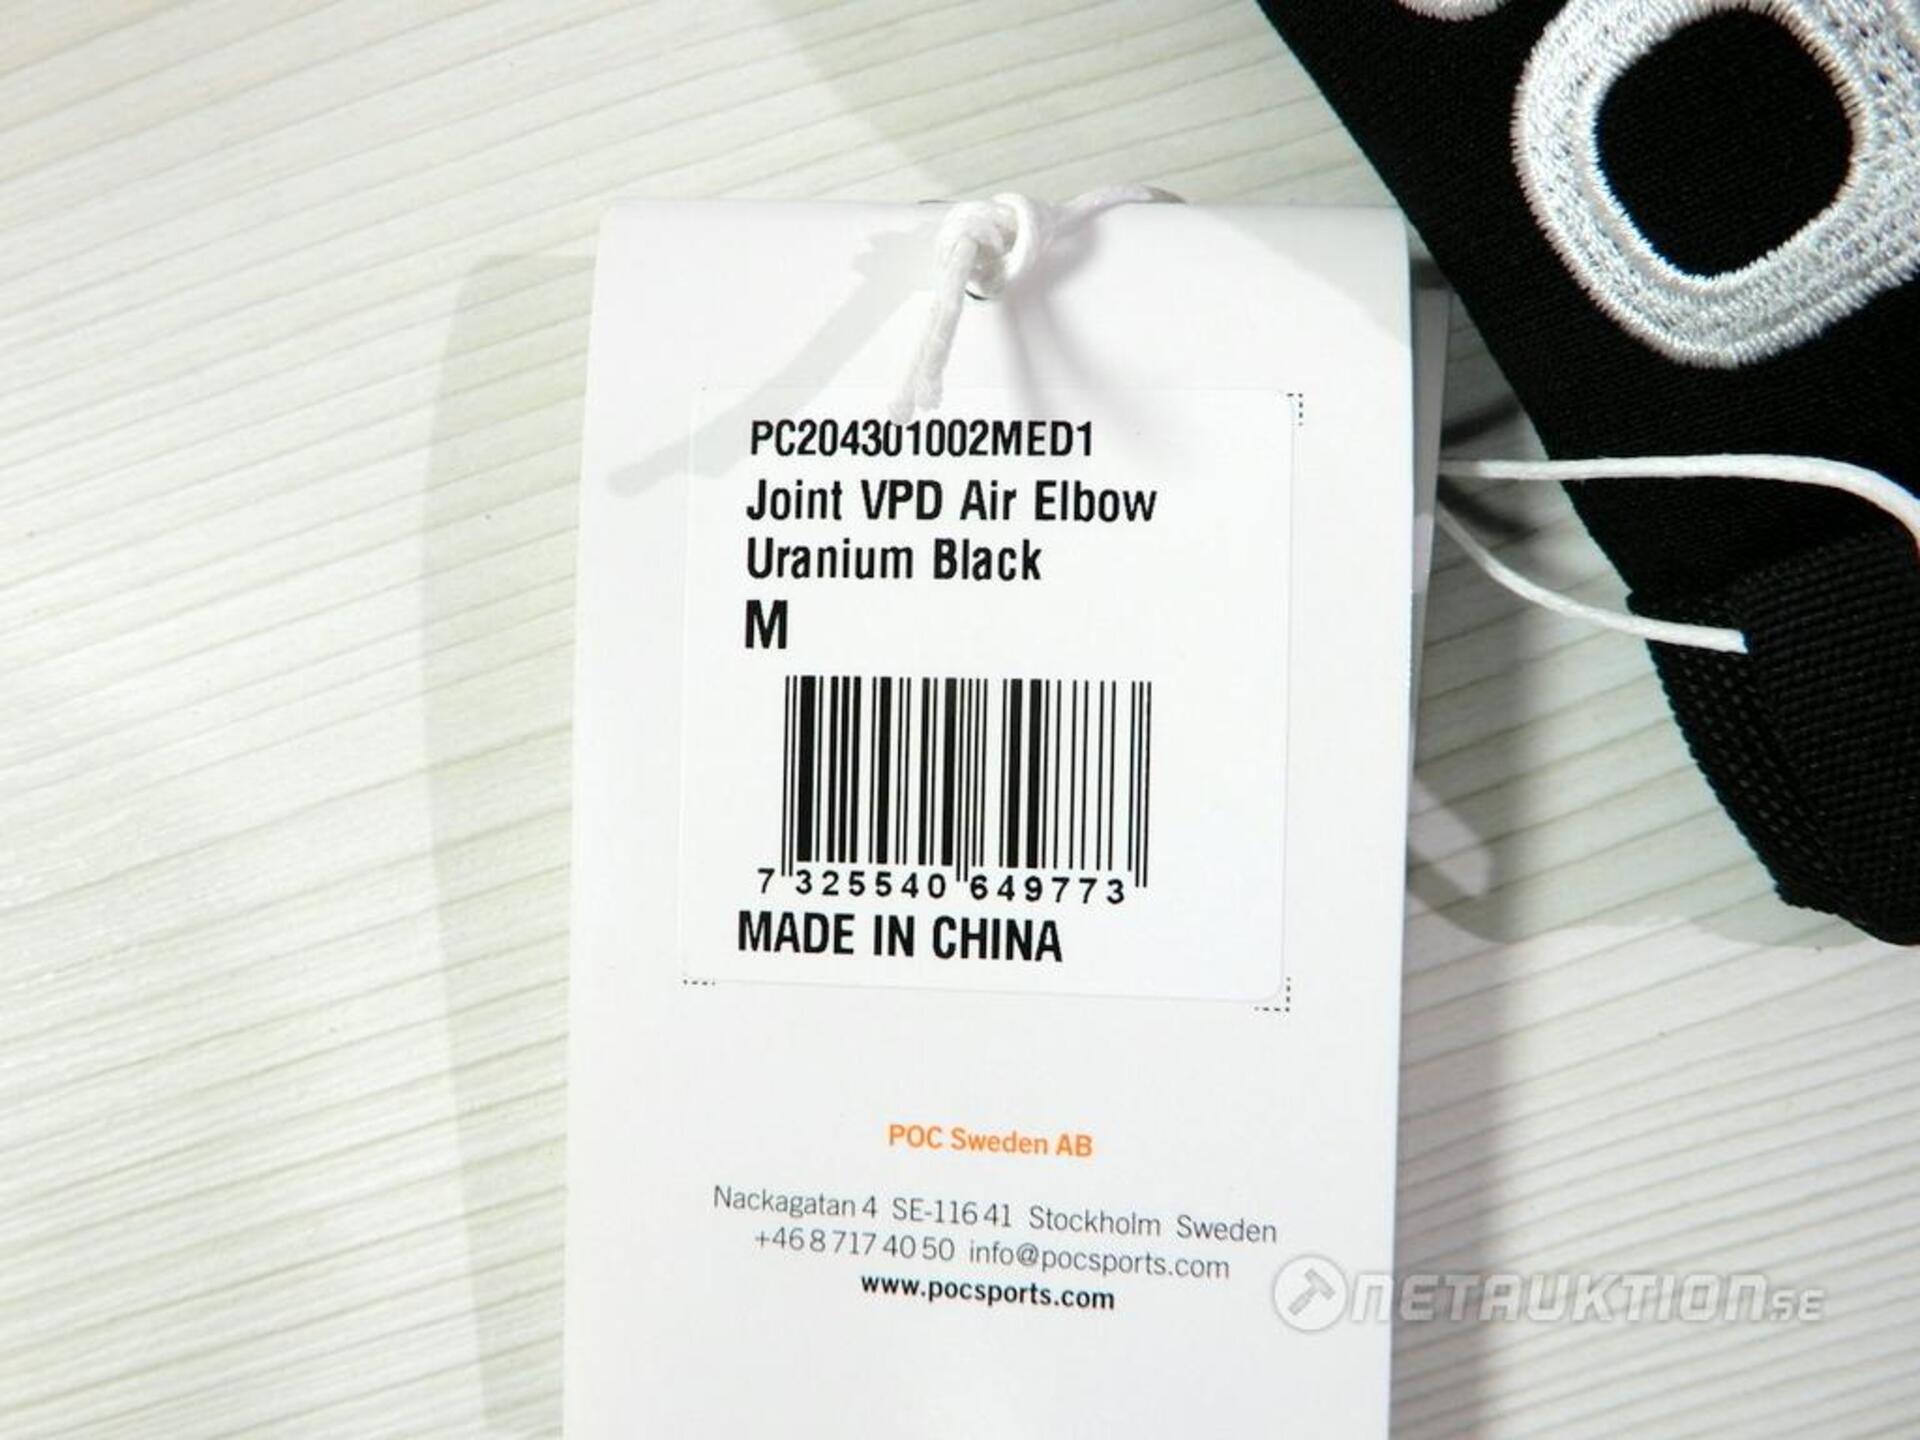 PC204301002MED1
Joint VPD Air Elbow
Uranium Black
M
7 325540 649773
MADE IN CHINA
POC Sweden AB
Nackagatan 4 SE-116 41 Stockholm Sweden
+46 8 717 40 50 info@pocsports.com
www.pocsports.com
NETAUKTION.SE